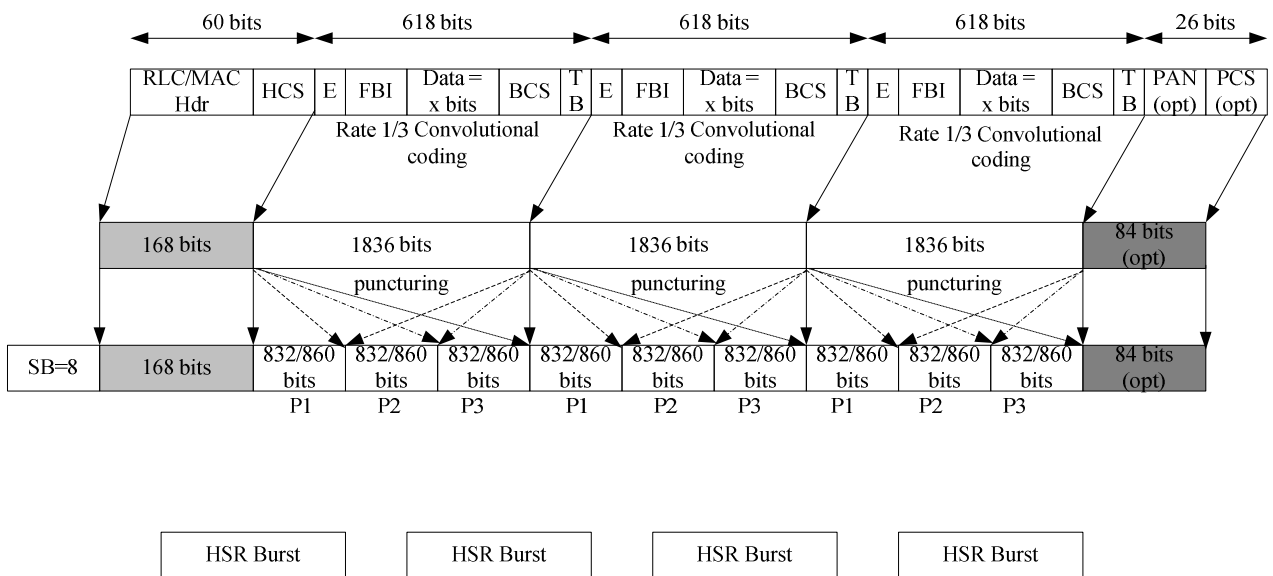 60 bits 618 bits 618 bits 618 bits 26 bits
RLC/MAC Hdr HCS E FBI Data = x bits BCS T B E FBI Data = x bits BCS T B E FBI Data = x bits BCS T B PAN (opt) PCS (opt)
Rate 1/3 Convolutional coding Rate 1/3 Convolutional coding Rate 1/3 Convolutional coding
168 bits 1836 bits 1836 bits 1836 bits 84 bits (opt)
puncturing puncturing puncturing
SB=8 168 bits 832/860 bits 832/860 bits 832/860 bits 832/860 bits 832/860 bits 832/860 bits 832/860 bits 832/860 bits 832/860 bits 84 bits (opt)
P1 P2 P3 P1 P2 P3 P1 P2 P3
HSR Burst HSR Burst HSR Burst HSR Burst